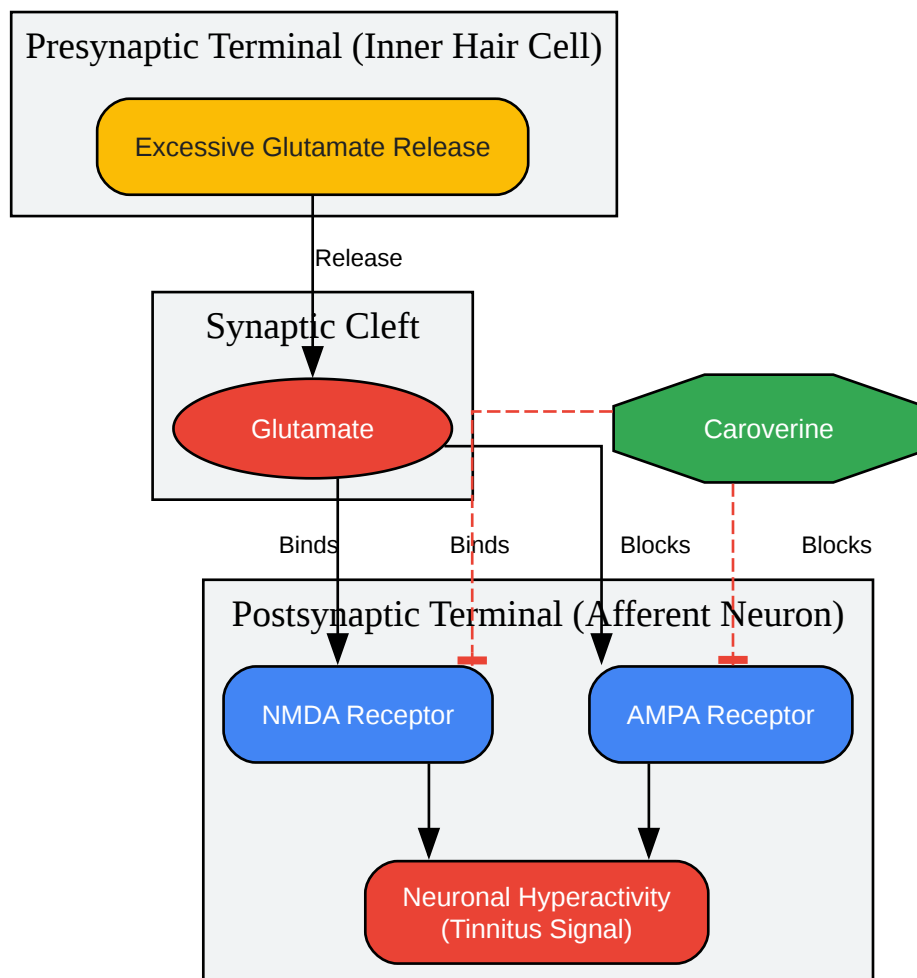 Presynaptic Terminal (Inner Hair Cell)
Excessive Glutamate Release
Release
Synaptic Cleft
Glutamate
Caroverine
Binds
Binds
Blocks
Blocks
Postsynaptic Terminal (Afferent Neuron)
NMDA Receptor
AMPA Receptor
Neuronal Hyperactivity
(Tinnitus Signal)